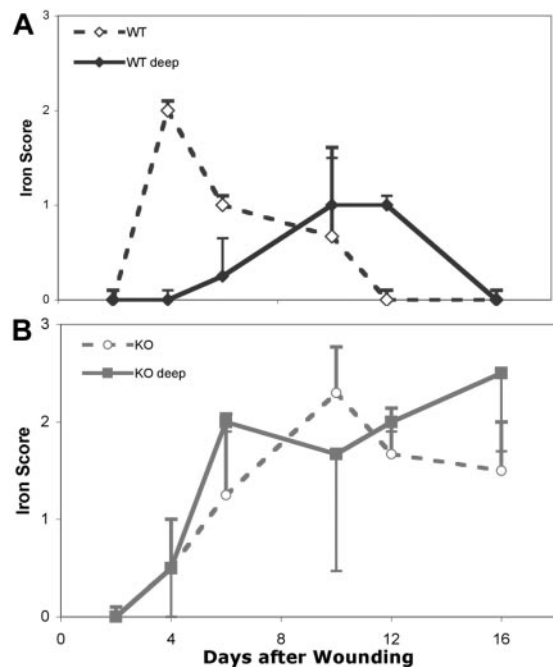 A
3
WT
WT deep
2
Iron Score
1
0
B
3
KO
KO deep
2
Iron Score
1
0
0 4 8 12 16
Days after Wounding